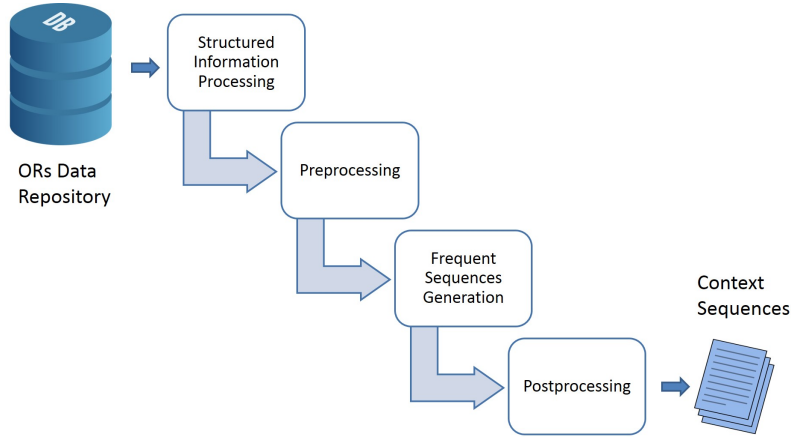 DB
ORs Data
Repository
Structured
Information
Processing
Preprocessing
Frequent
Sequences
Generation
Postprocessing
Context
Sequences